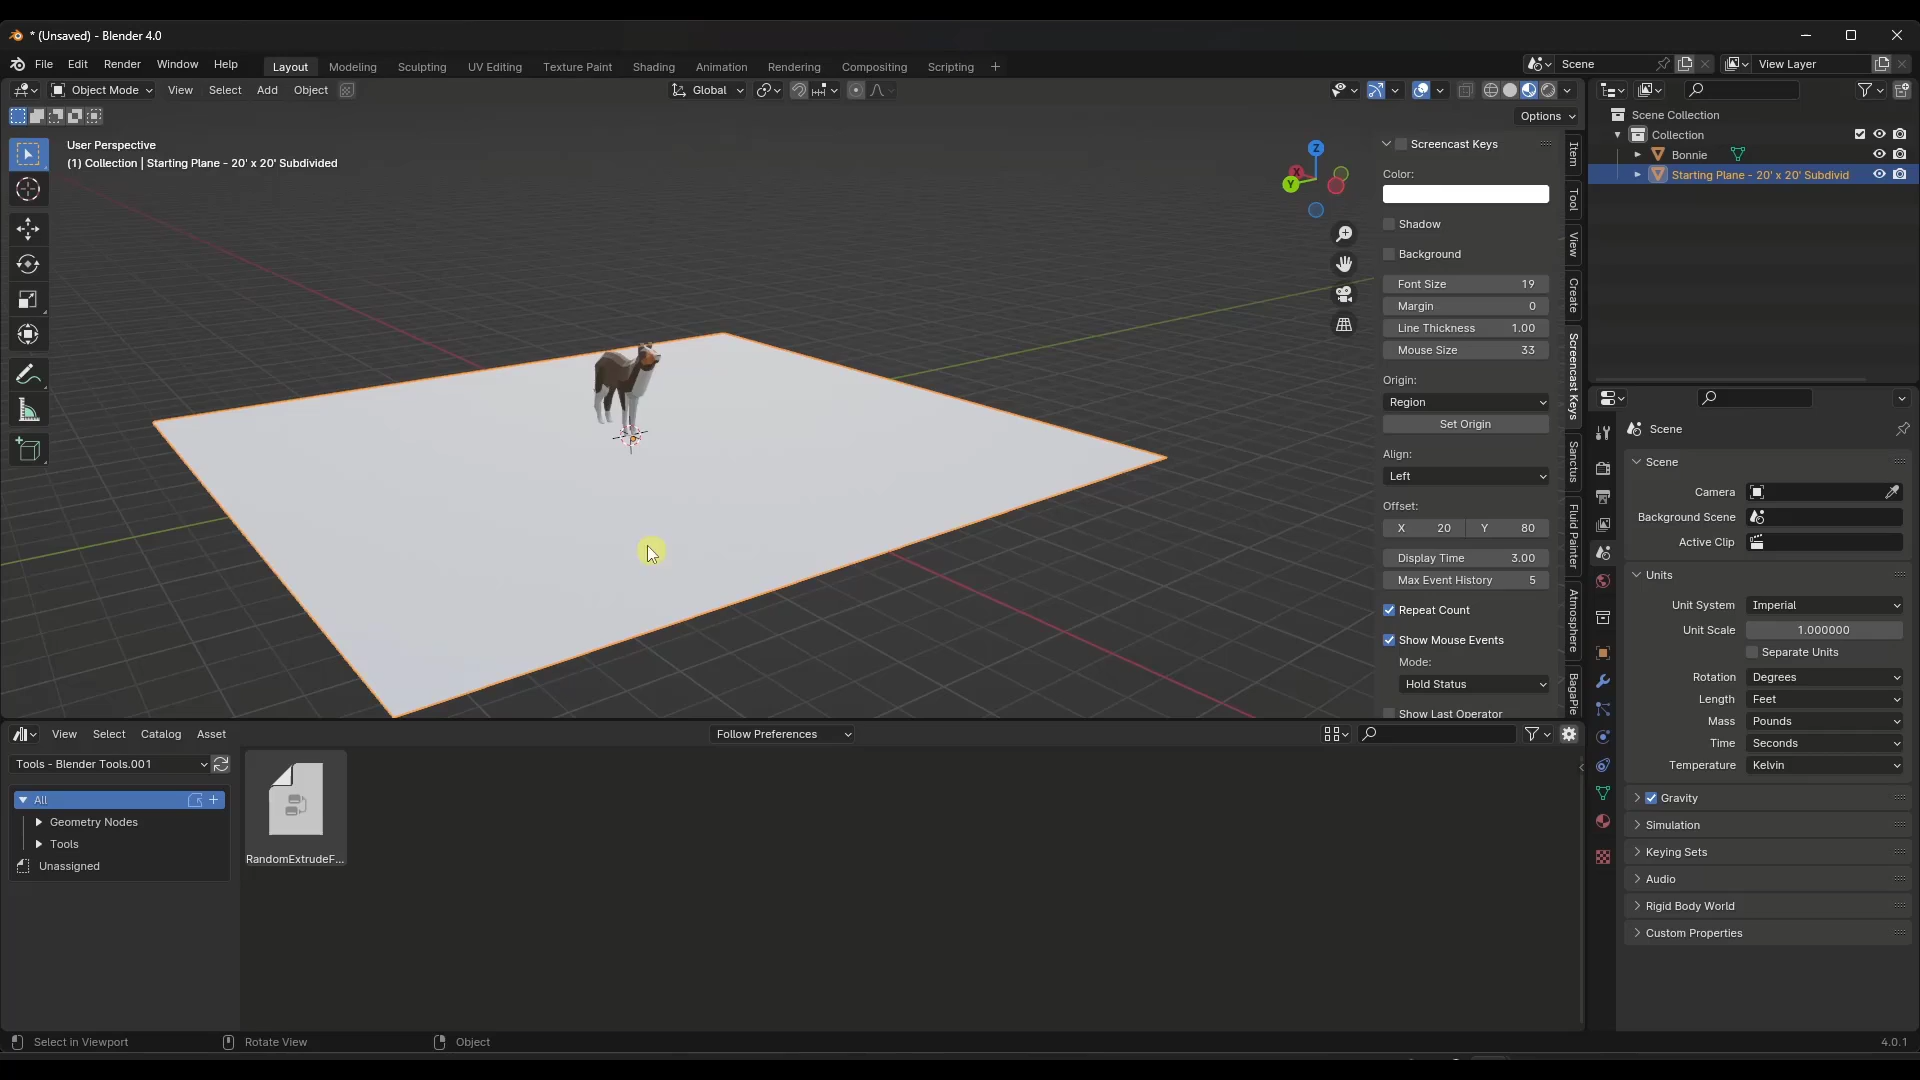 * (Unsaved) - Blender 4.0
File Edit Render Window Help
Layout Modeling Sculpting UV Editing Texture Paint Shading Animation Rendering Compositing Scripting +
Scene
View Layer
Object Mode View Select Add Object
Global
Options
User Perspective
(1) Collection | Starting Plane - 20' x 20' Subdivided
Z
X
Y
Screencast Keys
Color:
Shadow
Background
Font Size 19
Margin 0
Line Thickness 1.00
Mouse Size 33
Origin:
Region
Set Origin
Align:
Left
Offset:
X 20 Y 80
Display Time 3.00
Max Event History 5
Repeat Count
Show Mouse Events
Mode:
Hold Status
Show Last Operator
Item
Tool
View
Create
Screencast Keys
Sanctus
Fluid Painter
Atmosphere
BagaPie
Scene Collection
Collection
Bonnie
Starting Plane - 20' x 20' Subdivid
Scene
Scene
Camera
Background Scene
Active Clip
Units
Unit System Imperial
Unit Scale 1.000000
Separate Units
Rotation Degrees
Length Feet
Mass Pounds
Time Seconds
Temperature Kelvin
Gravity
Simulation
Keying Sets
Audio
Rigid Body World
Custom Properties
View Select Catalog Asset
Follow Preferences
Tools - Blender Tools.001
All
Geometry Nodes
Tools
Unassigned
RandomExtrudeF...
Select in Viewport
Rotate View
Object
4.0.1